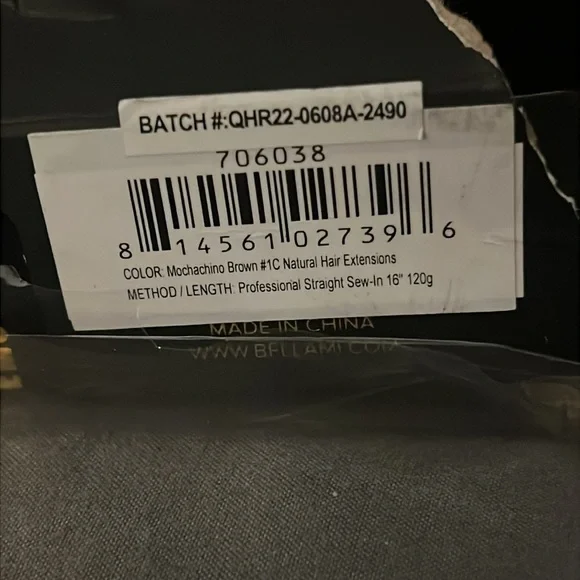 BATCH #:QHR22-0608A-2490
706038
8 14561 02739 6
COLOR: Mochachino Brown #1C Natural Hair Extensions
METHOD / LENGTH: Professional Straight Sew-In 16" 120g
MADE IN CHINA
WWW.BELLAMI.COM